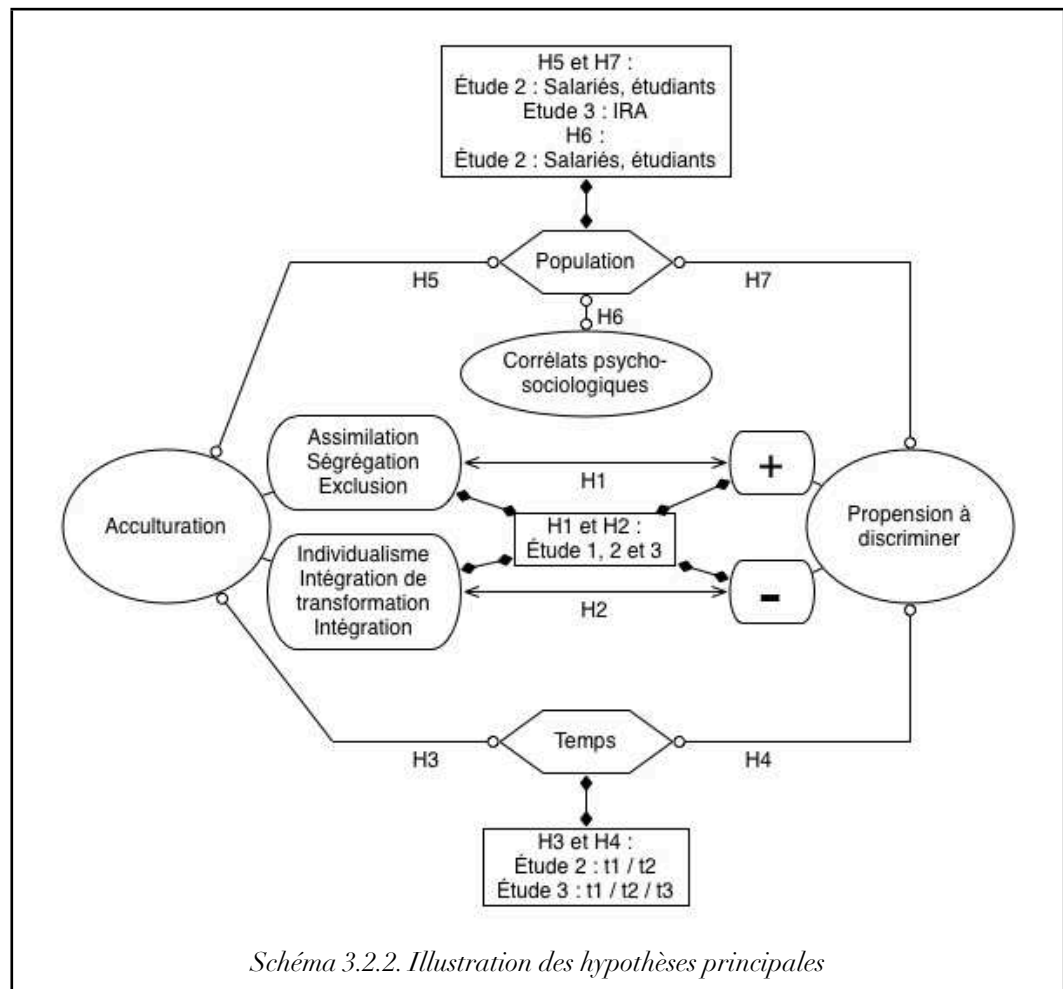 H5 et H7 :
Étude 2 : Salariés, étudiants
Etude 3 : IRA
H6 :
Étude 2 : Salariés, étudiants
Population
H5
H7
H6
Corrélats psycho-
sociologiques
Assimilation
Ségrégation
Exclusion
+
H1
Acculturation
H1 et H2 :
Étude 1, 2 et 3
Propension à
discriminer
Individualisme
Intégration de
transformation
Intégration
-
H2
Temps
H3
H4
H3 et H4 :
Étude 2 : t1 / t2
Étude 3 : t1 / t2 / t3
Schéma 3.2.2. Illustration des hypothèses principales